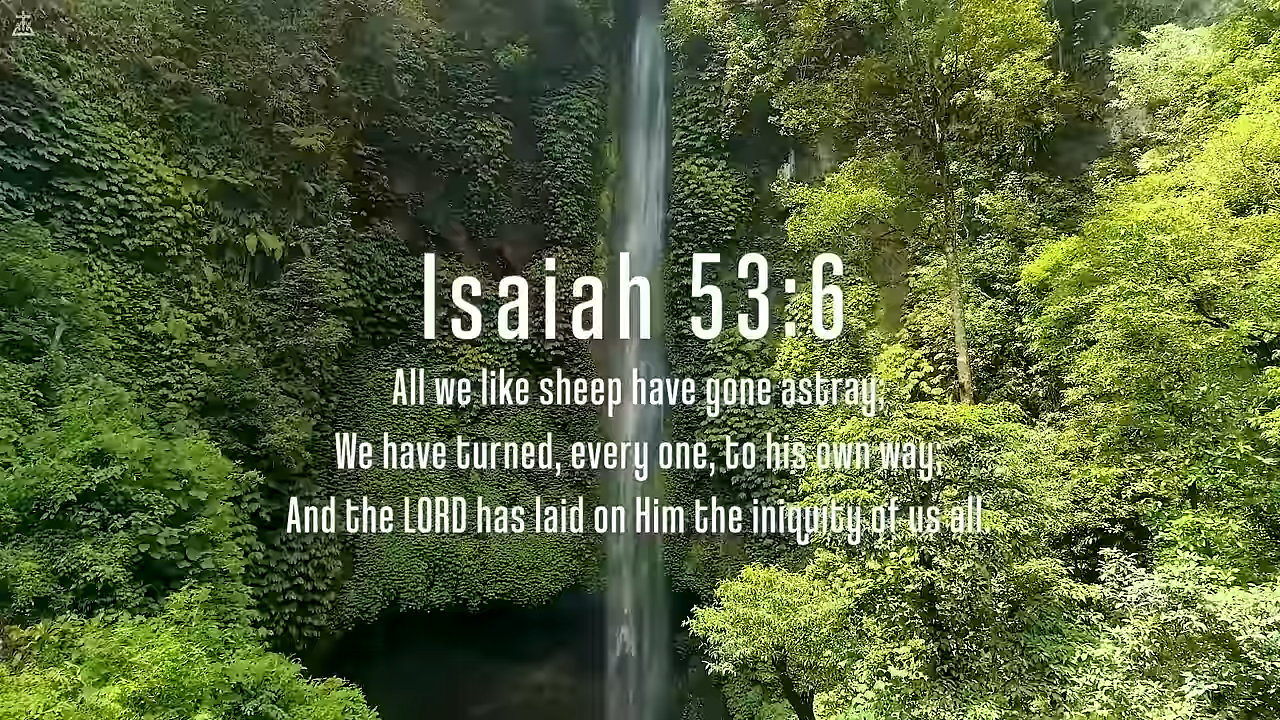 Isaiah 53:6
All we like sheep have gone astray;
We have turned, every one, to his own way;
And the LORD has laid on Him the iniquity of us all.